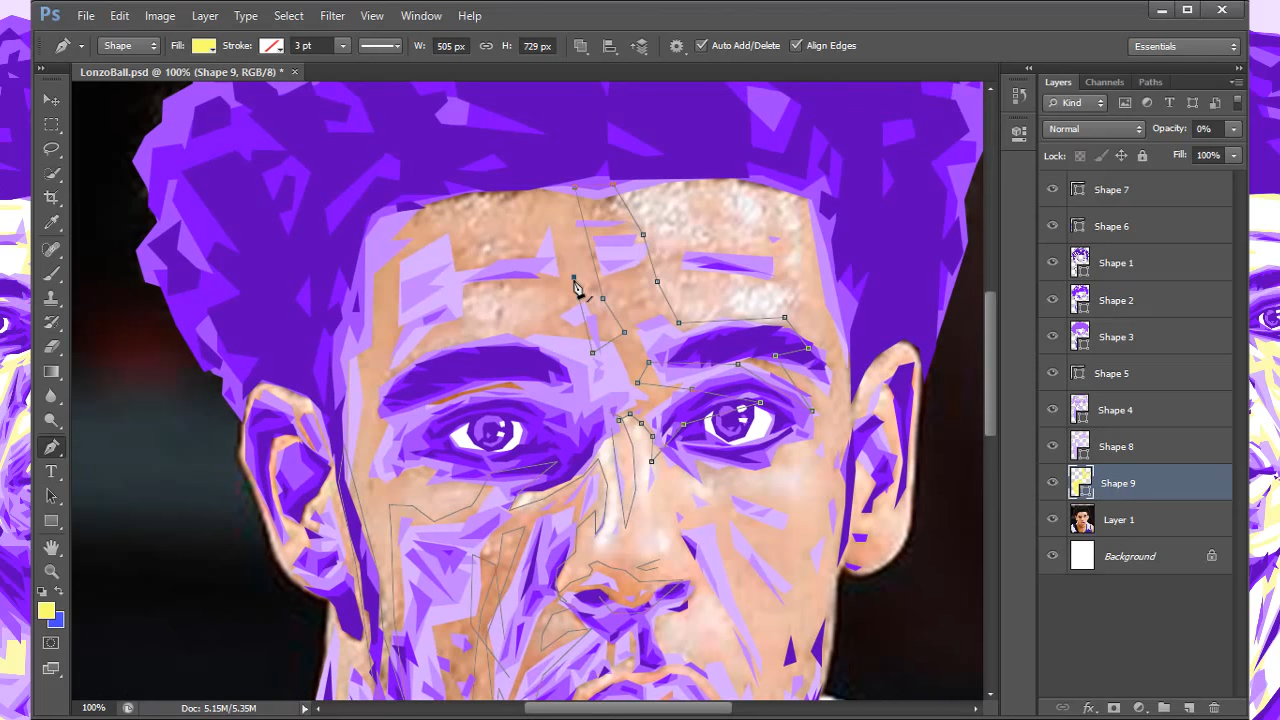 Ps File Edit Image Layer Type Select Filter View Window Help
Shape Fill: Stroke: 3 pt W: 505 px H: 729 px Auto Add/Delete Align Edges Essentials
LonzoBall.psd @ 100% (Shape 9, RGB/8) *
Layers Channels Paths
Kind
Normal Opacity: 0%
Lock: Fill: 100%
Shape 7
Shape 6
Shape 1
Shape 2
Shape 3
Shape 5
Shape 4
Shape 8
Shape 9
Layer 1
Background
100% Doc: 5.15M/5.35M